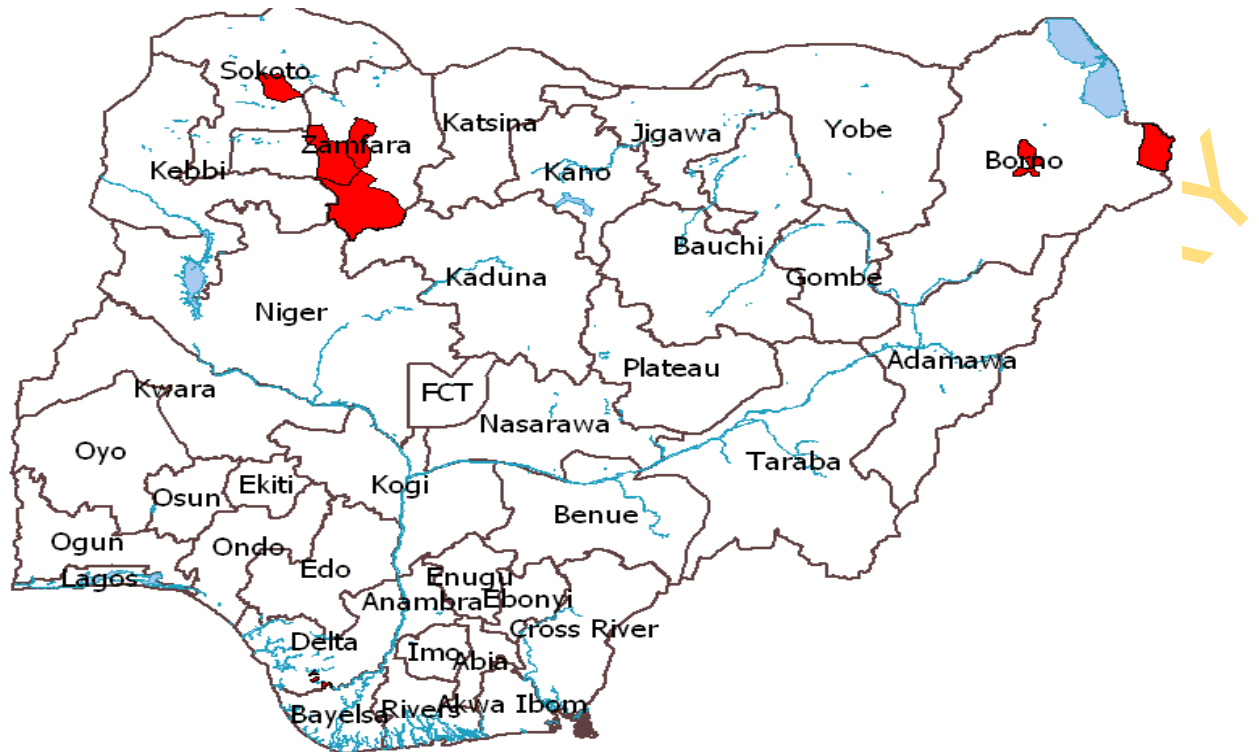 Sokoto
Katsina
Jigawa
Yobe
Zamfara
Kebbi
Kano
Borno
Bauchi
Kaduna
Gombe
Niger
Plateau
Adamawa
Kwara
FCT
Nasarawa
Oyo
Taraba
Osun
Ekiti
Kogi
Benue
Ogun
Ondo
Edo
Lagos
Enugu
Anambra
Ebonyi
Cross River
Delta
Imo
Abia
Bayelsa
Rivers
Akwa Ibom
Y